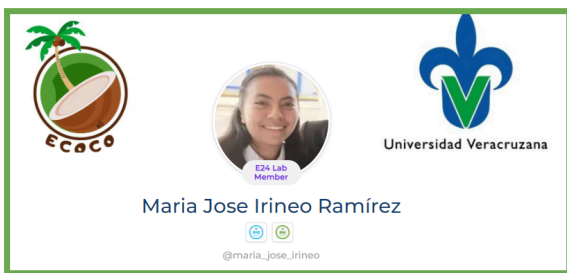 ECOCO
Universidad Veracruzana
E24 Lab
Member
Maria Jose Irineo Ramírez
@maria_jose_irineo